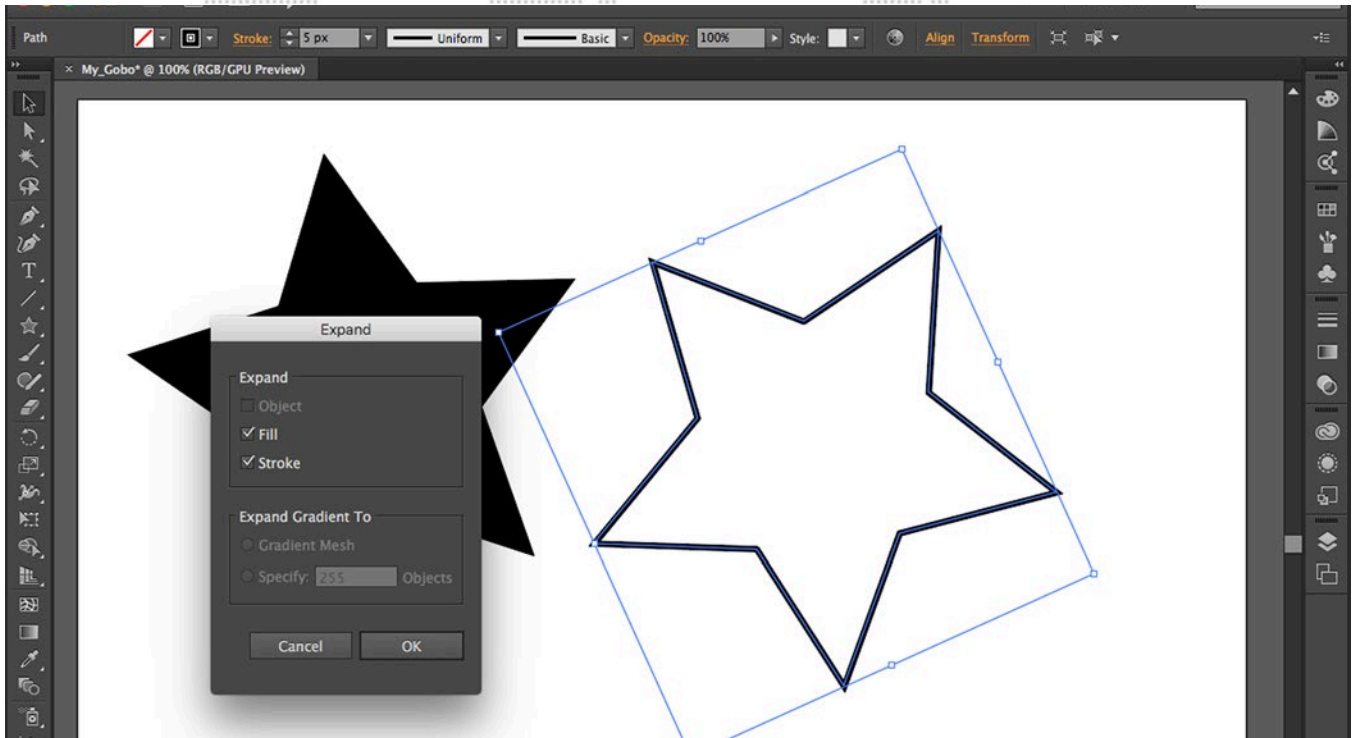 Path Stroke: 5 px Uniform Basic Opacity: 100% Style: Align Transform
× My_Gobo* @ 100% (RGB/GPU Preview)
Expand
Expand
Object
Fill
Stroke
Expand Gradient To
Gradient Mesh
Specify: 255 Objects
Cancel OK